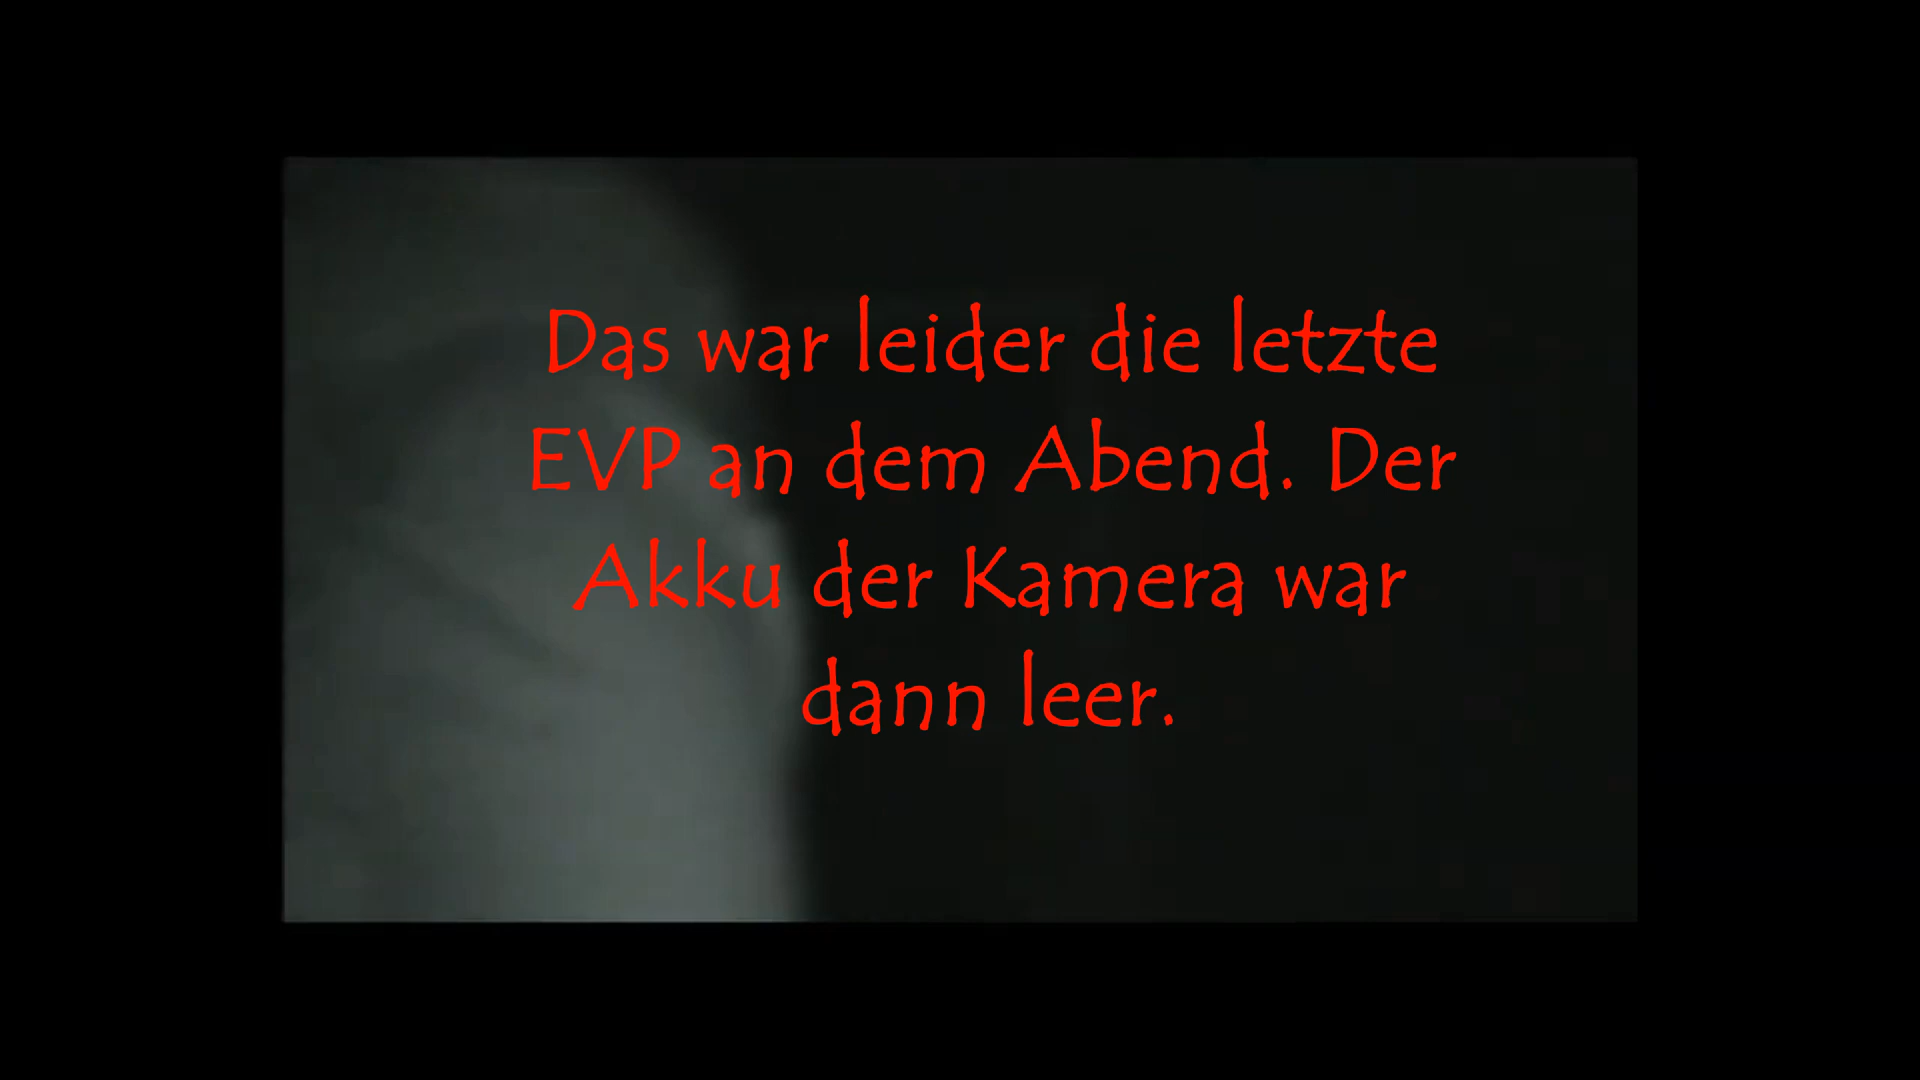 Das war leider die letzte
EVP an dem Abend. Der
Akku der Kamera war
dann leer.